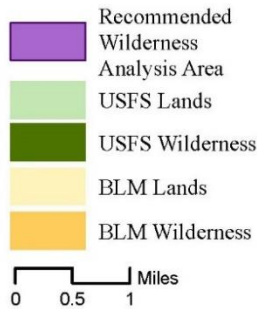 Recommended
Wilderness
Analysis Area
USFS Lands
USFS Wilderness
BLM Lands
BLM Wilderness
Miles
0 0.5 1